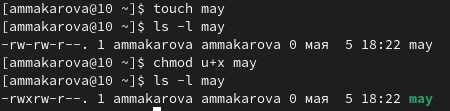 [ammakarova@10 ~]$ touch may
[ammakarova@10 ~]$ ls -l may
-rw-rw-r--. 1 ammakarova ammakarova 0 мая  5 18:22 may
[ammakarova@10 ~]$ chmod u+x may
[ammakarova@10 ~]$ ls -l may
-rwxrw-r--. 1 ammakarova ammakarova 0 мая  5 18:22 may